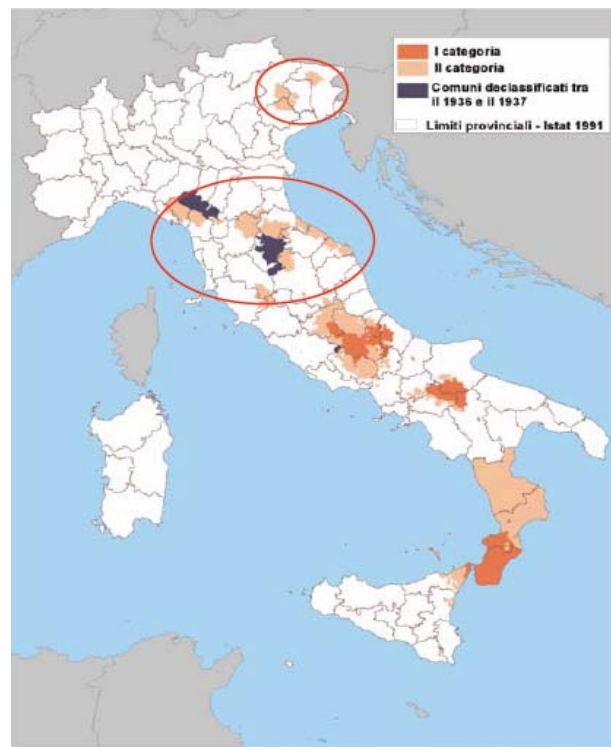 I categoria
II categoria
Comuni declassificati tra
il 1936 e il 1937
Limiti provinciali - Istat 1991